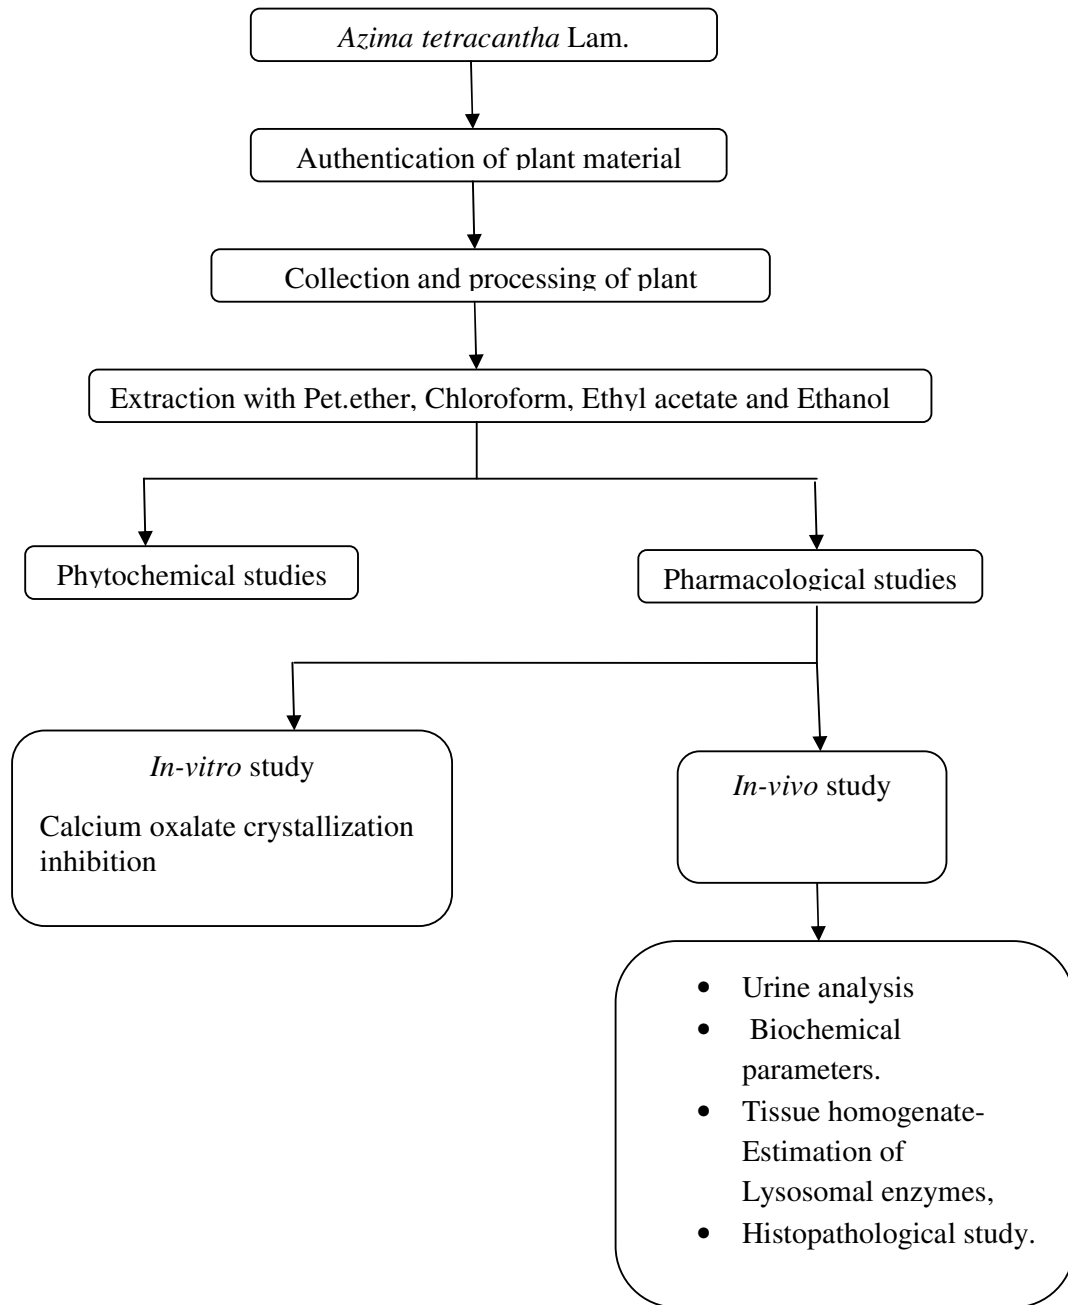 Azima tetracantha Lam.
Authentication of plant material
Collection and processing of plant
Extraction with Pet.ether, Chloroform, Ethyl acetate and Ethanol
Phytochemical studies
Pharmacological studies
In-vitro study
Calcium oxalate crystallization
inhibition
In-vivo study
• Urine analysis
• Biochemical
parameters.
• Tissue homogenate-
Estimation of
Lysosomal enzymes,
• Histopathological study.